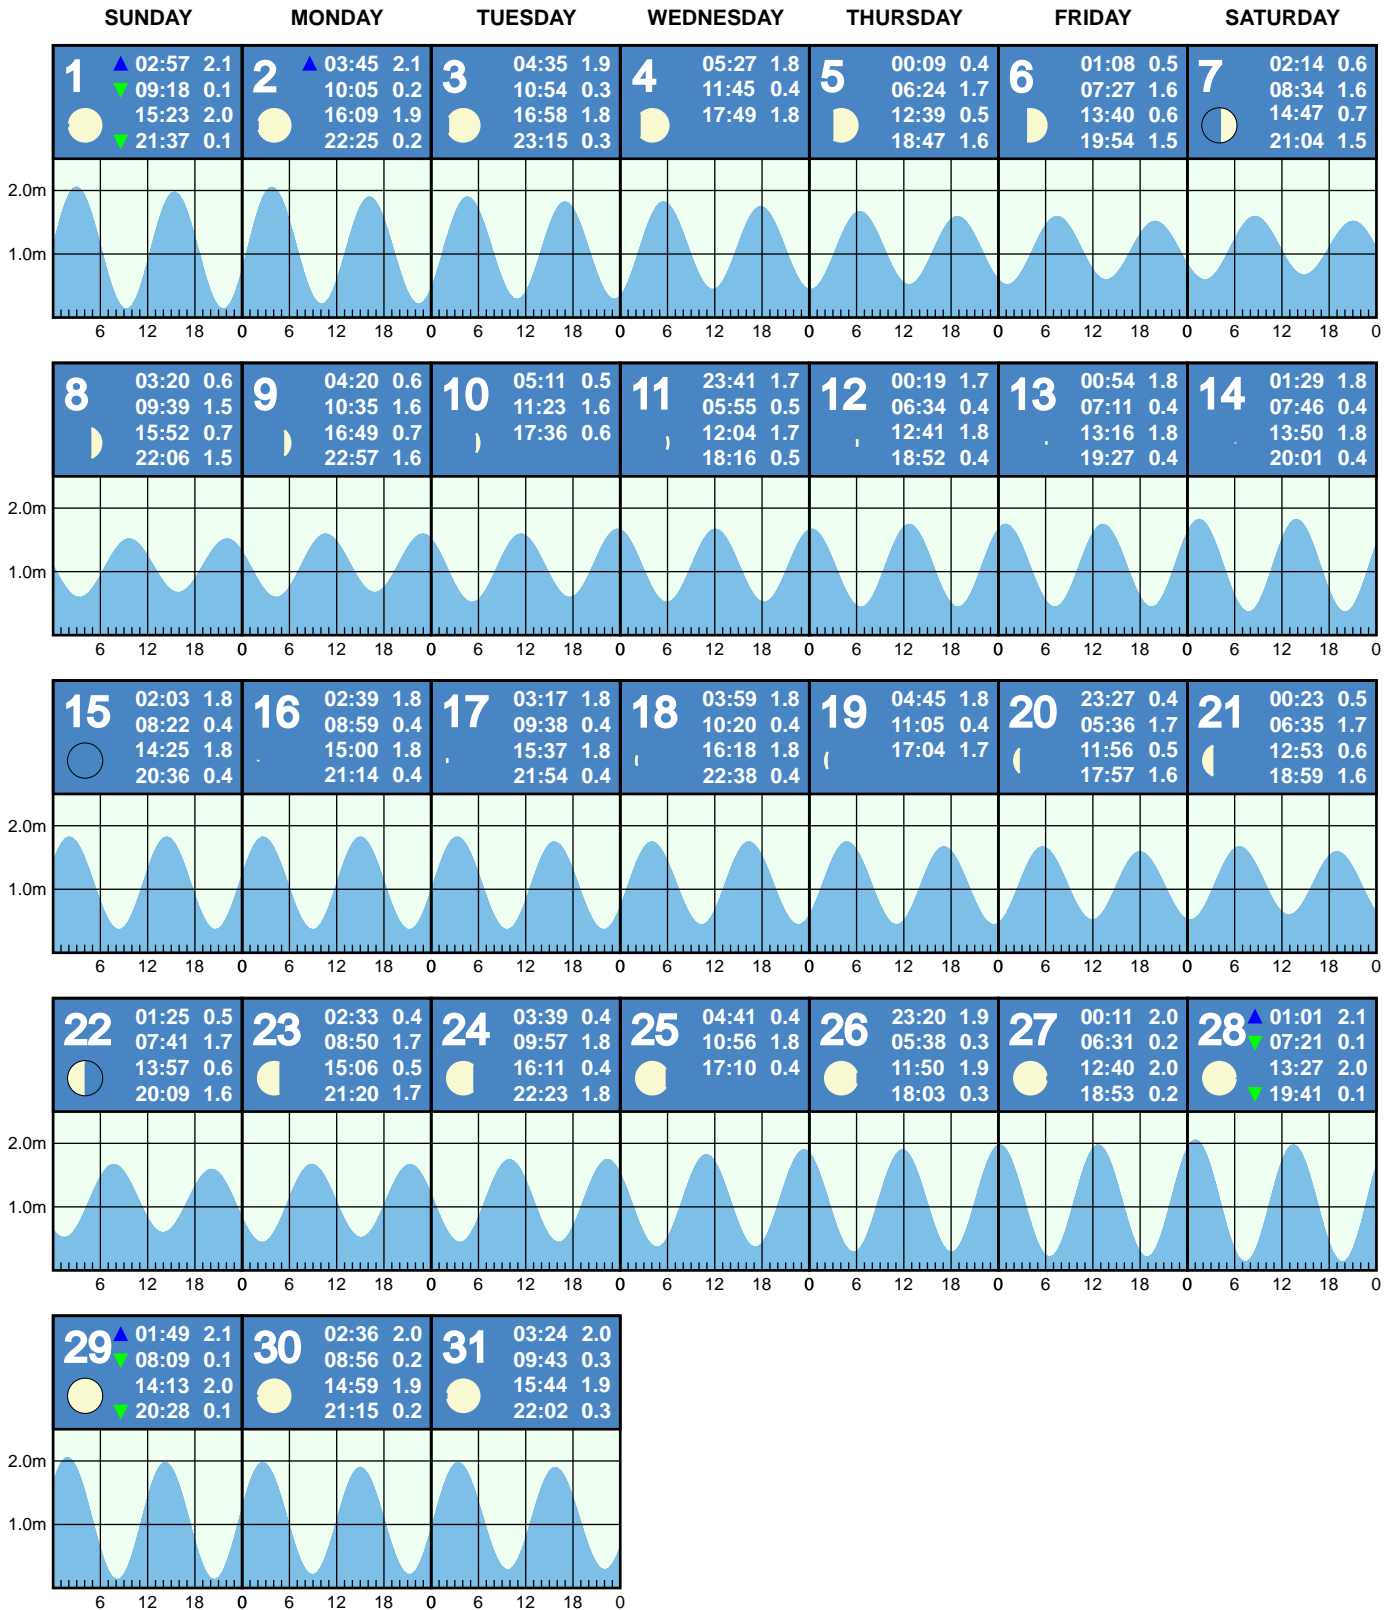 SUNDAY MONDAY TUESDAY WEDNESDAY THURSDAY FRIDAY SATURDAY
1 02:57 2.1
09:18 0.1
15:23 2.0
21:37 0.1
2 03:45 2.1
10:05 0.2
16:09 1.9
22:25 0.2
3 04:35 1.9
10:54 0.3
16:58 1.8
23:15 0.3
4 05:27 1.8
11:45 0.4
17:49 1.8
5 00:09 0.4
06:24 1.7
12:39 0.5
18:47 1.6
6 01:08 0.5
07:27 1.6
13:40 0.6
19:54 1.5
7 02:14 0.6
08:34 1.6
14:47 0.7
21:04 1.5
2.0m
1.0m
6 12 18 0 6 12 18 0 6 12 18 0 6 12 18 0 6 12 18 0 6 12 18 0 6 12 18 0
8 03:20 0.6
09:39 1.5
15:52 0.7
22:06 1.5
9 04:20 0.6
10:35 1.6
16:49 0.7
22:57 1.6
10 05:11 0.5
11:23 1.6
17:36 0.6
11 23:41 1.7
05:55 0.5
12:04 1.7
18:16 0.5
12 00:19 1.7
06:34 0.4
12:41 1.8
18:52 0.4
13 00:54 1.8
07:11 0.4
13:16 1.8
19:27 0.4
14 01:29 1.8
07:46 0.4
13:50 1.8
20:01 0.4
2.0m
1.0m
6 12 18 0 6 12 18 0 6 12 18 0 6 12 18 0 6 12 18 0 6 12 18 0 6 12 18 0
15 02:03 1.8
08:22 0.4
14:25 1.8
20:36 0.4
16 02:39 1.8
08:59 0.4
15:00 1.8
21:14 0.4
17 03:17 1.8
09:38 0.4
15:37 1.8
21:54 0.4
18 03:59 1.8
10:20 0.4
16:18 1.8
22:38 0.4
19 04:45 1.8
11:05 0.4
17:04 1.7
20 23:27 0.4
05:36 1.7
11:56 0.5
17:57 1.6
21 00:23 0.5
06:35 1.7
12:53 0.6
18:59 1.6
2.0m
1.0m
6 12 18 0 6 12 18 0 6 12 18 0 6 12 18 0 6 12 18 0 6 12 18 0 6 12 18 0
22 01:25 0.5
07:41 1.7
13:57 0.6
20:09 1.6
23 02:33 0.4
08:50 1.7
15:06 0.5
21:20 1.7
24 03:39 0.4
09:57 1.8
16:11 0.4
22:23 1.8
25 04:41 0.4
10:56 1.8
17:10 0.4
26 23:20 1.9
05:38 0.3
11:50 1.9
18:03 0.3
27 00:11 2.0
06:31 0.2
12:40 2.0
18:53 0.2
28 01:01 2.1
07:21 0.1
13:27 2.0
19:41 0.1
2.0m
1.0m
6 12 18 0 6 12 18 0 6 12 18 0 6 12 18 0 6 12 18 0 6 12 18 0 6 12 18 0
29 01:49 2.1
08:09 0.1
14:13 2.0
20:28 0.1
30 02:36 2.0
08:56 0.2
14:59 1.9
21:15 0.2
31 03:24 2.0
09:43 0.3
15:44 1.9
22:02 0.3
2.0m
1.0m
6 12 18 0 6 12 18 0 6 12 18 0